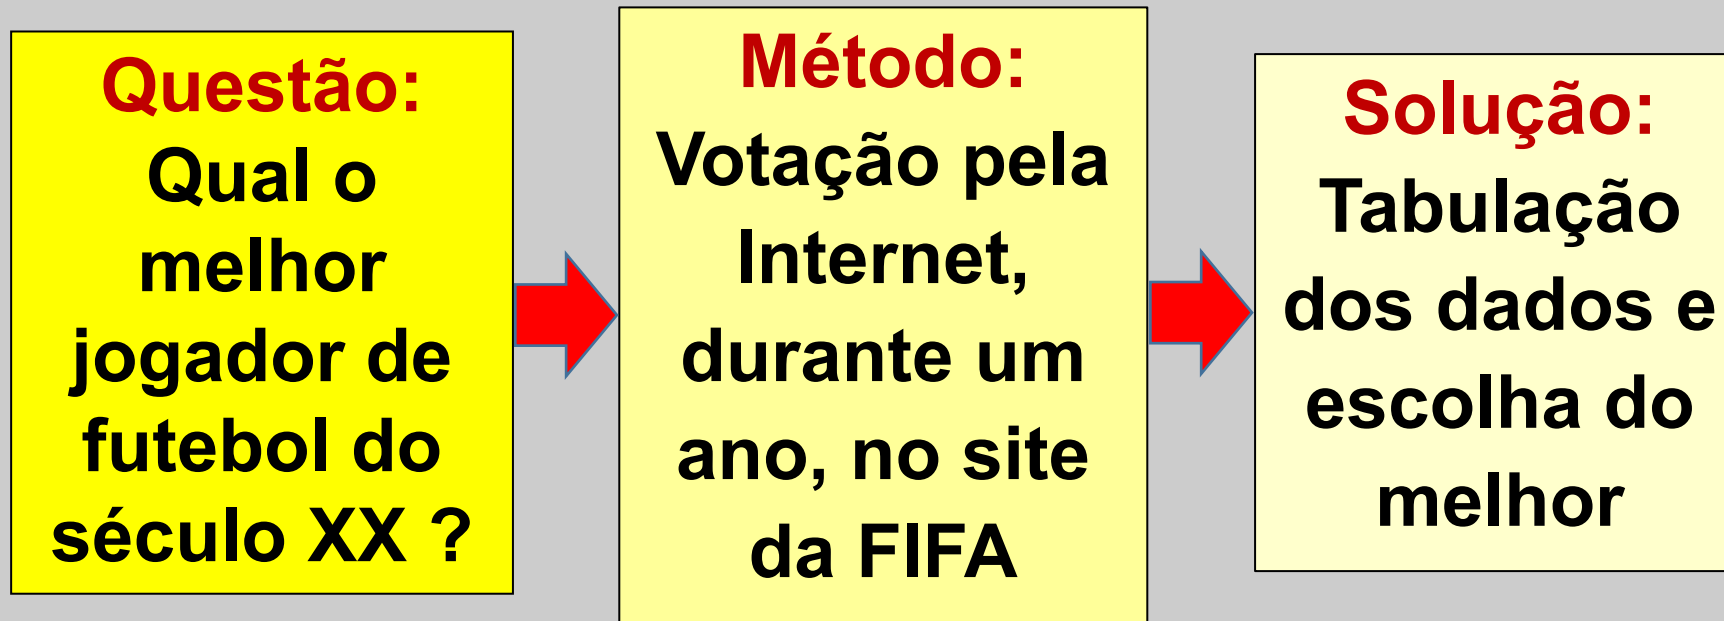 Questão:
Qual o
melhor
jogador de
futebol do
século XX ?
Método:
Votação pela
Internet,
durante um
ano, no site
da FIFA
Solução:
Tabulação
dos dados e
escolha do
melhor